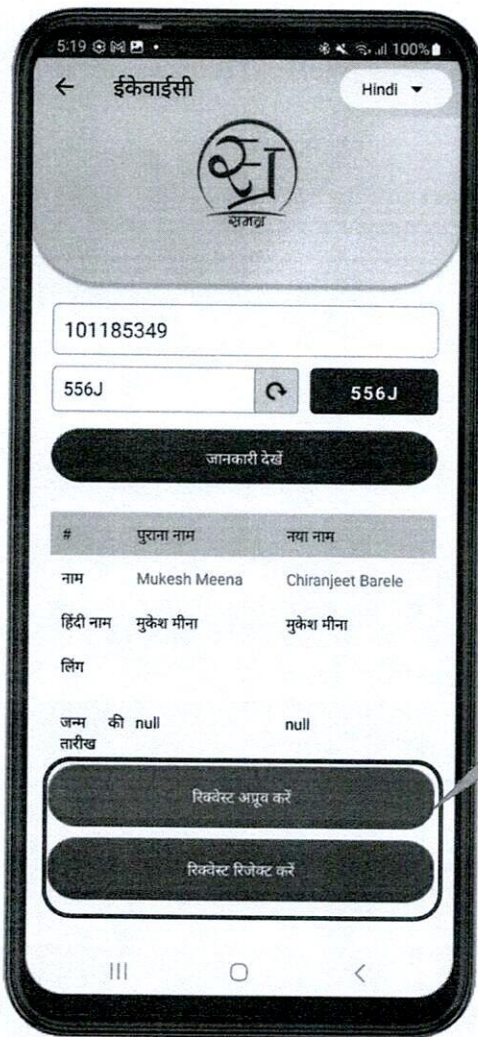 5:19 100%
ईकेवाईसी Hindi
समग्र
101185349
556J 556J
जानकारी देखें
# पुराना नाम नया नाम
नाम Mukesh Meena Chiranjeet Barele
हिंदी नाम मुकेश मीना मुकेश मीना
लिंग
जन्म की null null
तारीख
रिक्वेस्ट अप्रूव करें
रिक्वेस्ट रिजेक्ट करें